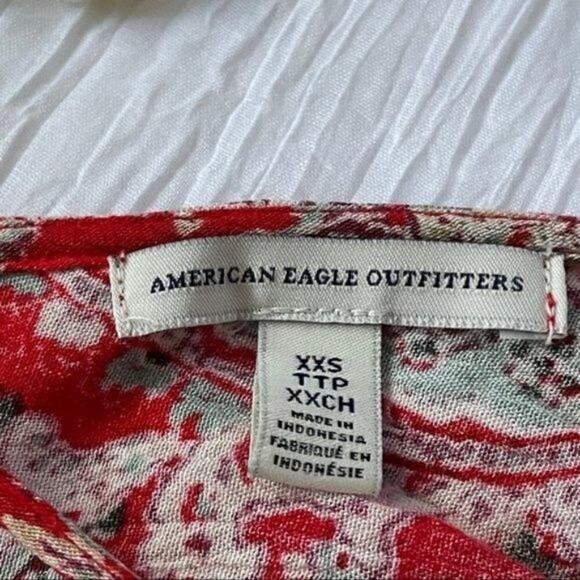 AMERICAN EAGLE OUTFITTERS
XXS
TTP
XXCH
MADE IN
INDONESIA
FABRIQUÉ EN
INDONÉSIE